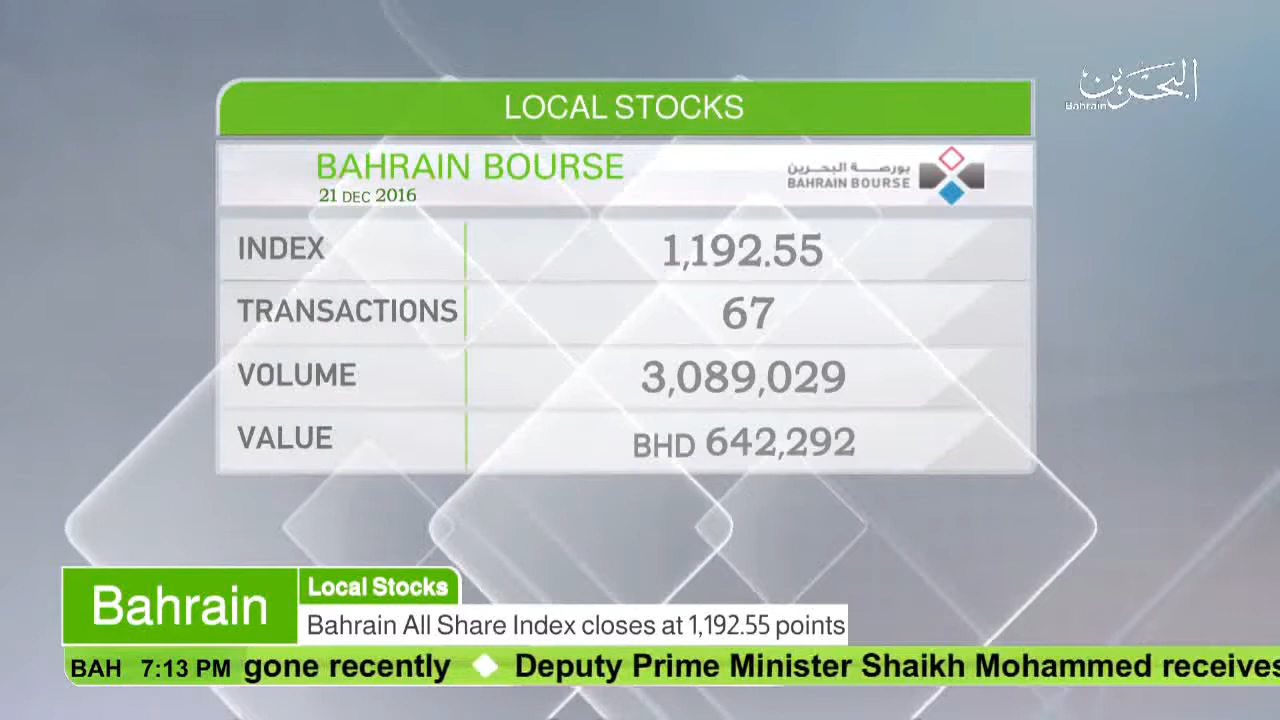 LOCAL STOCKS
البحرين
Bahrain
BAHRAIN BOURSE
21 DEC 2016
بورصة البحرين
BAHRAIN BOURSE
INDEX 1,192.55
TRANSACTIONS 67
VOLUME 3,089,029
VALUE BHD 642,292
Bahrain
Local Stocks
Bahrain All Share Index closes at 1,192.55 points
BAH 7:13 PM gone recently Deputy Prime Minister Shaikh Mohammed receives